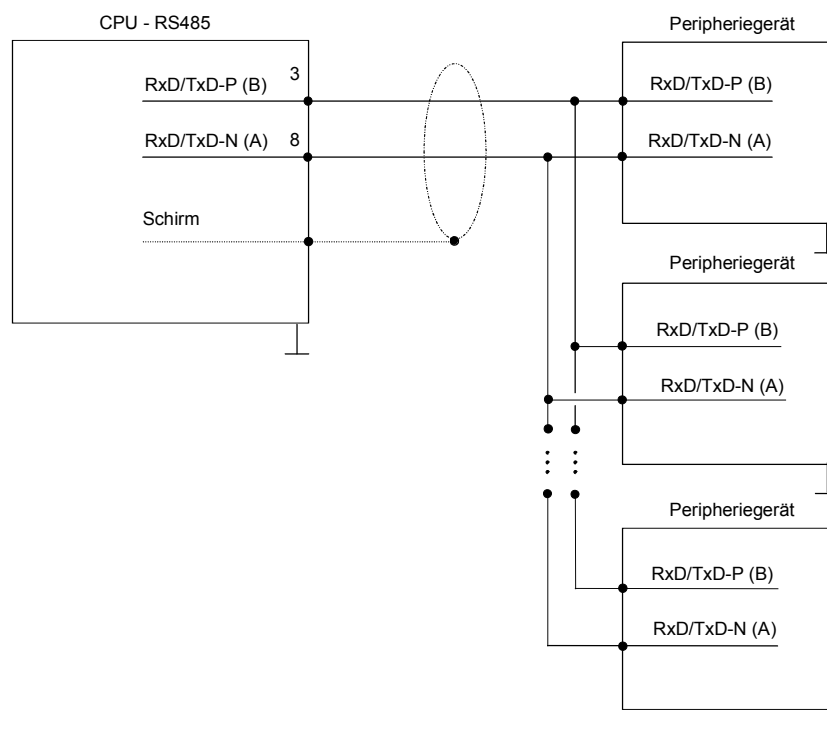 CPU - RS485
RxD/TxD-P (B) 3
RxD/TxD-N (A) 8
Schirm
Peripheriegerät
RxD/TxD-P (B)
RxD/TxD-N (A)
Peripheriegerät
RxD/TxD-P (B)
RxD/TxD-N (A)
Peripheriegerät
RxD/TxD-P (B)
RxD/TxD-N (A)